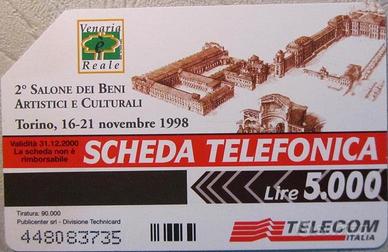 Venaria
è
Reale
2° SALONE DEI BENI
ARTISTICI E CULTURALI
Torino, 16-21 novembre 1998
Validità 31.12.2000
La scheda non è
rimborsabile
SCHEDA TELEFONICA
Lire 5.000
Tiratura: 90.000
Publicenter srl - Divisione Technicard
448083735
TELECOM
ITALIA